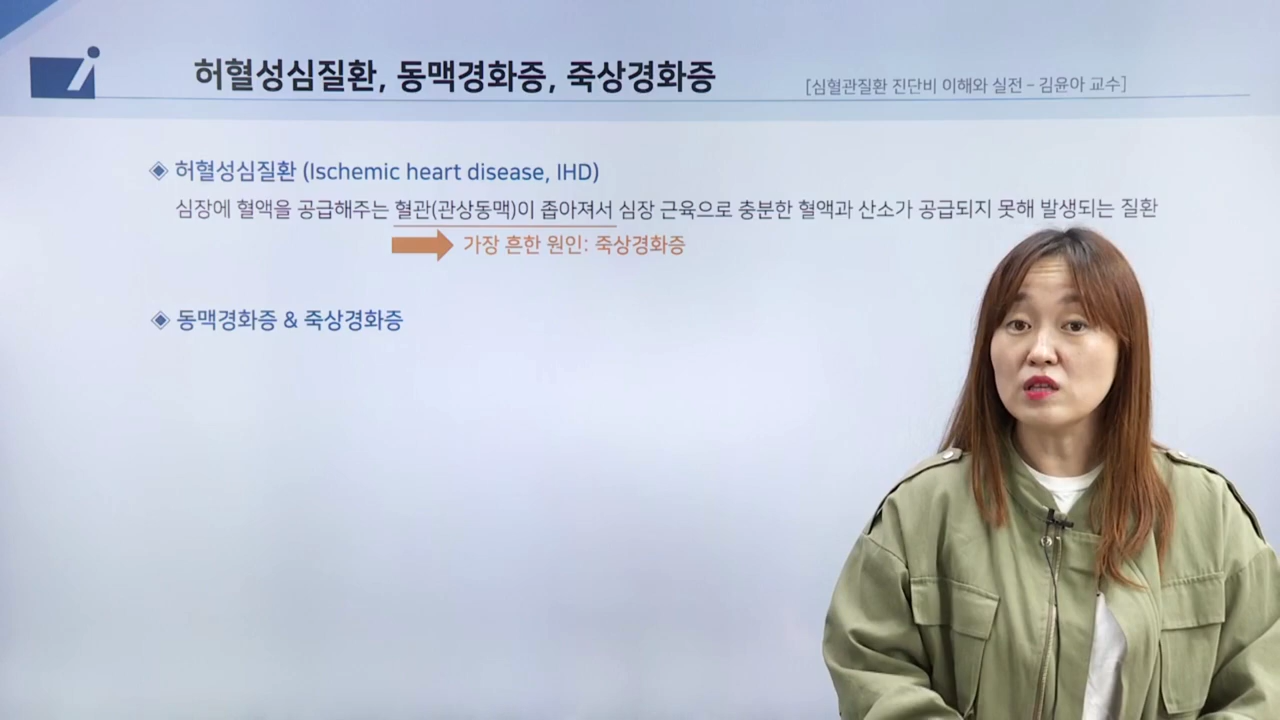 허혈성심질환, 동맥경화증, 죽상경화증
[심혈관질환 진단비 이해와 실전 – 김윤아 교수]
◈ 허혈성심질환 (Ischemic heart disease, IHD)
심장에 혈액을 공급해주는 혈관(관상동맥)이 좁아져서 심장 근육으로 충분한 혈액과 산소가 공급되지 못해 발생되는 질환
가장 흔한 원인: 죽상경화증
◈ 동맥경화증 & 죽상경화증